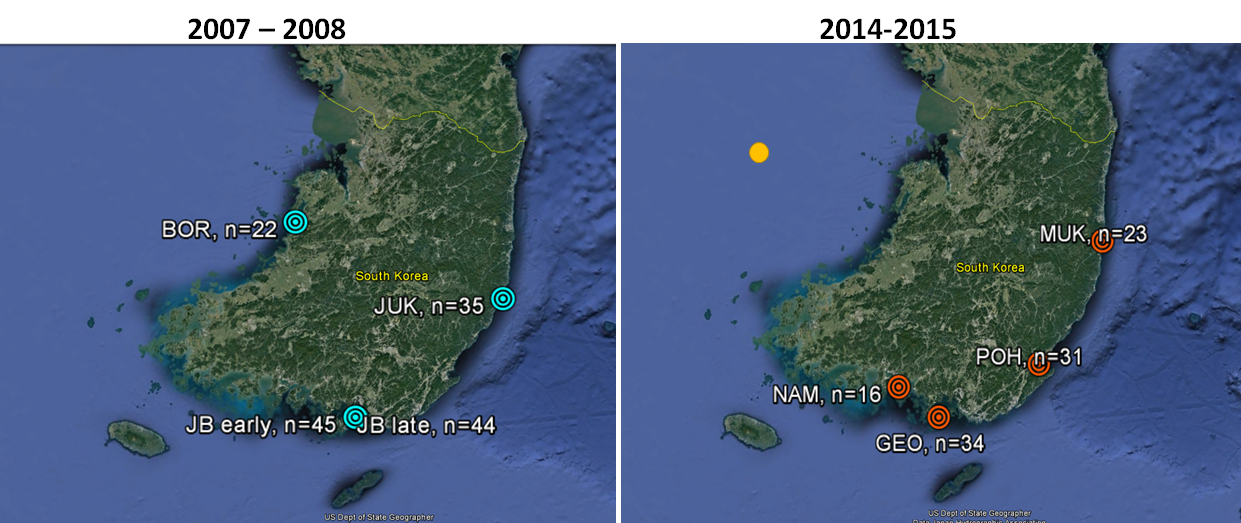 2007 – 2008
BOR, n=22
South Korea
JUK, n=35
JB early, n=45
JB late, n=44
US Dept of State Geographer
2014-2015
MUK, n=23
South Korea
POH, n=31
NAM, n=16
GEO, n=34
US Dept of State Geographer
Data Japan Hydrographic Association